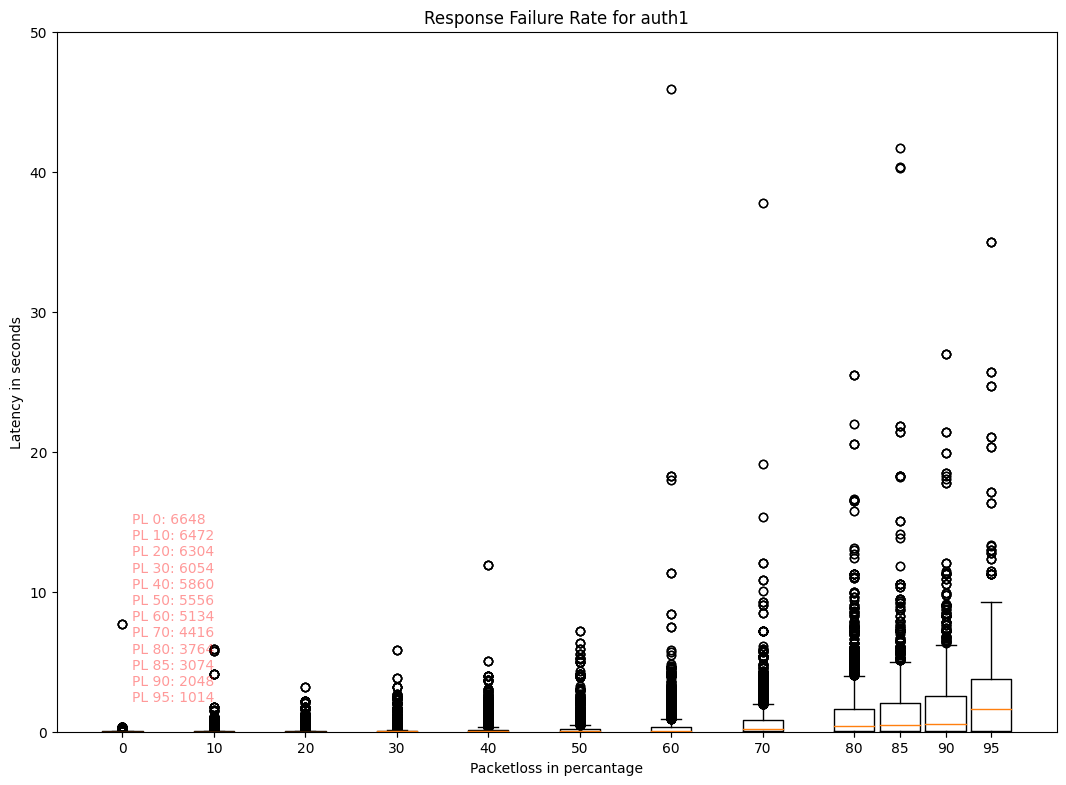 Response Failure Rate for auth1
50
40
30
20
10
0
Latency in seconds
PL 0: 6648
PL 10: 6472
PL 20: 6304
PL 30: 6054
PL 40: 5860
PL 50: 5556
PL 60: 5134
PL 70: 4416
PL 80: 3764
PL 85: 3074
PL 90: 2048
PL 95: 1014
0 10 20 30 40 50 60 70 80 85 90 95
Packetloss in percantage